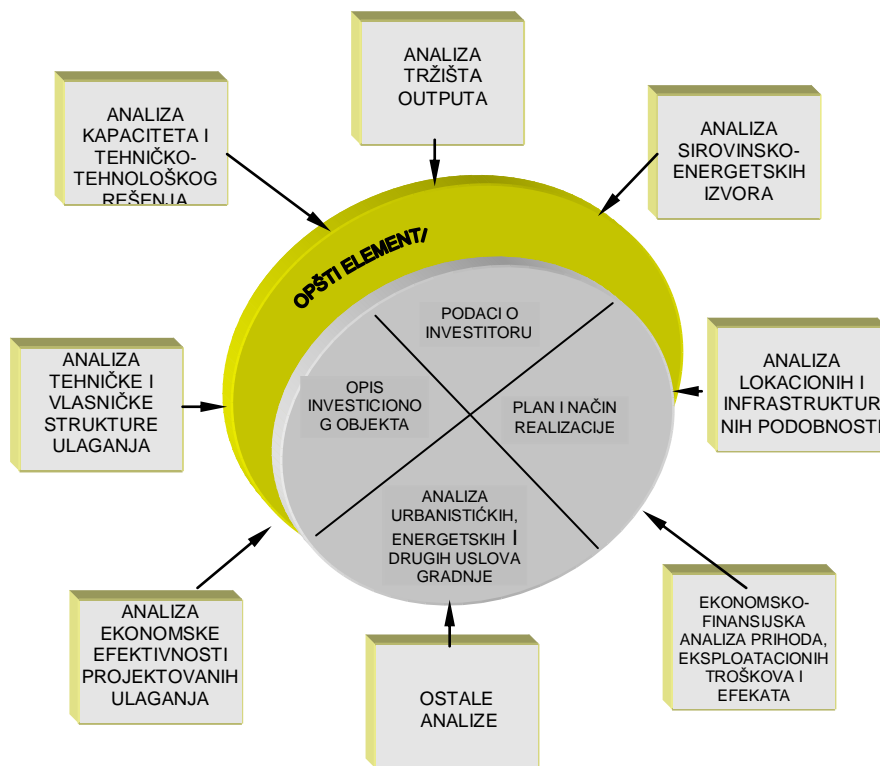 ANALIZA
TRŽIŠTA
OUTPUTA
ANALIZA
KAPACITETA I
TEHNIČKO-
TEHNOLOŠKOG
REŠENJA
ANALIZA
SIROVINSKO-
ENERGETSKIH
IZVORA
OPŠTI ELEMENTI
PODACI O
INVESTITORU
OPIS
INVESTICIONO
G OBJEKTA
PLAN I NAČIN
REALIZACIJE
ANALIZA
URBANISTIĆKIH,
ENERGETSKIH I
DRUGIH USLOVA
GRADNJE
ANALIZA
TEHNIČKE I
VLASNIČKE
STRUKTURE
ULAGANJA
ANALIZA
LOKACIONIH I
INFRASTRUKTUR
NIH PODOBNOSTI
ANALIZA
EKONOMSKE
EFEKTIVNOSTI
PROJEKTOVANIH
ULAGANJA
OSTALE
ANALIZE
EKONOMSKO-
FINANSIJSKA
ANALIZA PRIHODA,
EKSPLOATACIONIH
TROŠKOVA I
EFEKATA